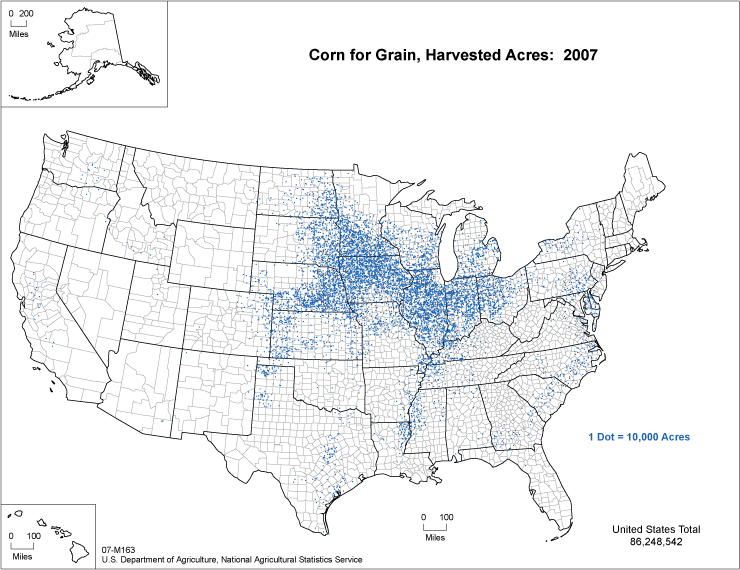 0 200
Miles
Corn for Grain, Harvested Acres: 2007
1 Dot = 10,000 Acres
0 100
Miles
0 100
Miles
United States Total
86,248,542
07-M163
U.S. Department of Agriculture, National Agricultural Statistics Service